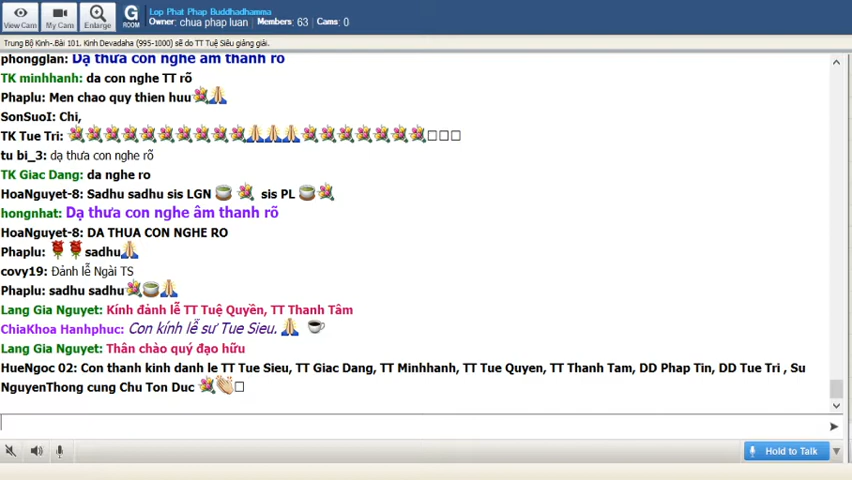 Lop Phat Phap Buddhadhamma
Owner: chua phap luan Members: 63 Cams: 0
View Cam My Cam Enlarge G ROOM
Trung Bộ Kinh-.Bài 101. Kinh Devadaha (995-1000) sẽ do TT Tuệ Siêu giảng giải.
phongglan: Dạ thưa con nghe âm thanh rõ
TK minhhanh: da con nghe TT rõ
Phaplu: Men chao quy thien huu
SonSuoI: Chi,
TK Tue Tri:
tu bi_3: dạ thưa con nghe rõ
TK Giac Dang: da nghe ro
HoaNguyet-8: Sadhu sadhu sis LGN sis PL
hongnhat: Dạ thưa con nghe âm thanh rõ
HoaNguyet-8: DA THUA CON NGHE RO
Phaplu: sadhu
covy19: Đảnh lễ Ngài TS
Phaplu: sadhu sadhu
Lang Gia Nguyet: Kính đảnh lễ TT Tuệ Quyền, TT Thanh Tâm
ChiaKhoa Hanhphuc: Con kính lễ sư Tue Sieu.
Lang Gia Nguyet: Thân chào quý đạo hữu
HueNgoc 02: Con thanh kinh danh le TT Tue Sieu, TT Giac Dang, TT Minhhanh, TT Tue Quyen, TT Thanh Tam, DD Phap Tin, DD Tue Tri , Su
NguyenThong cung Chu Ton Duc
Hold to Talk